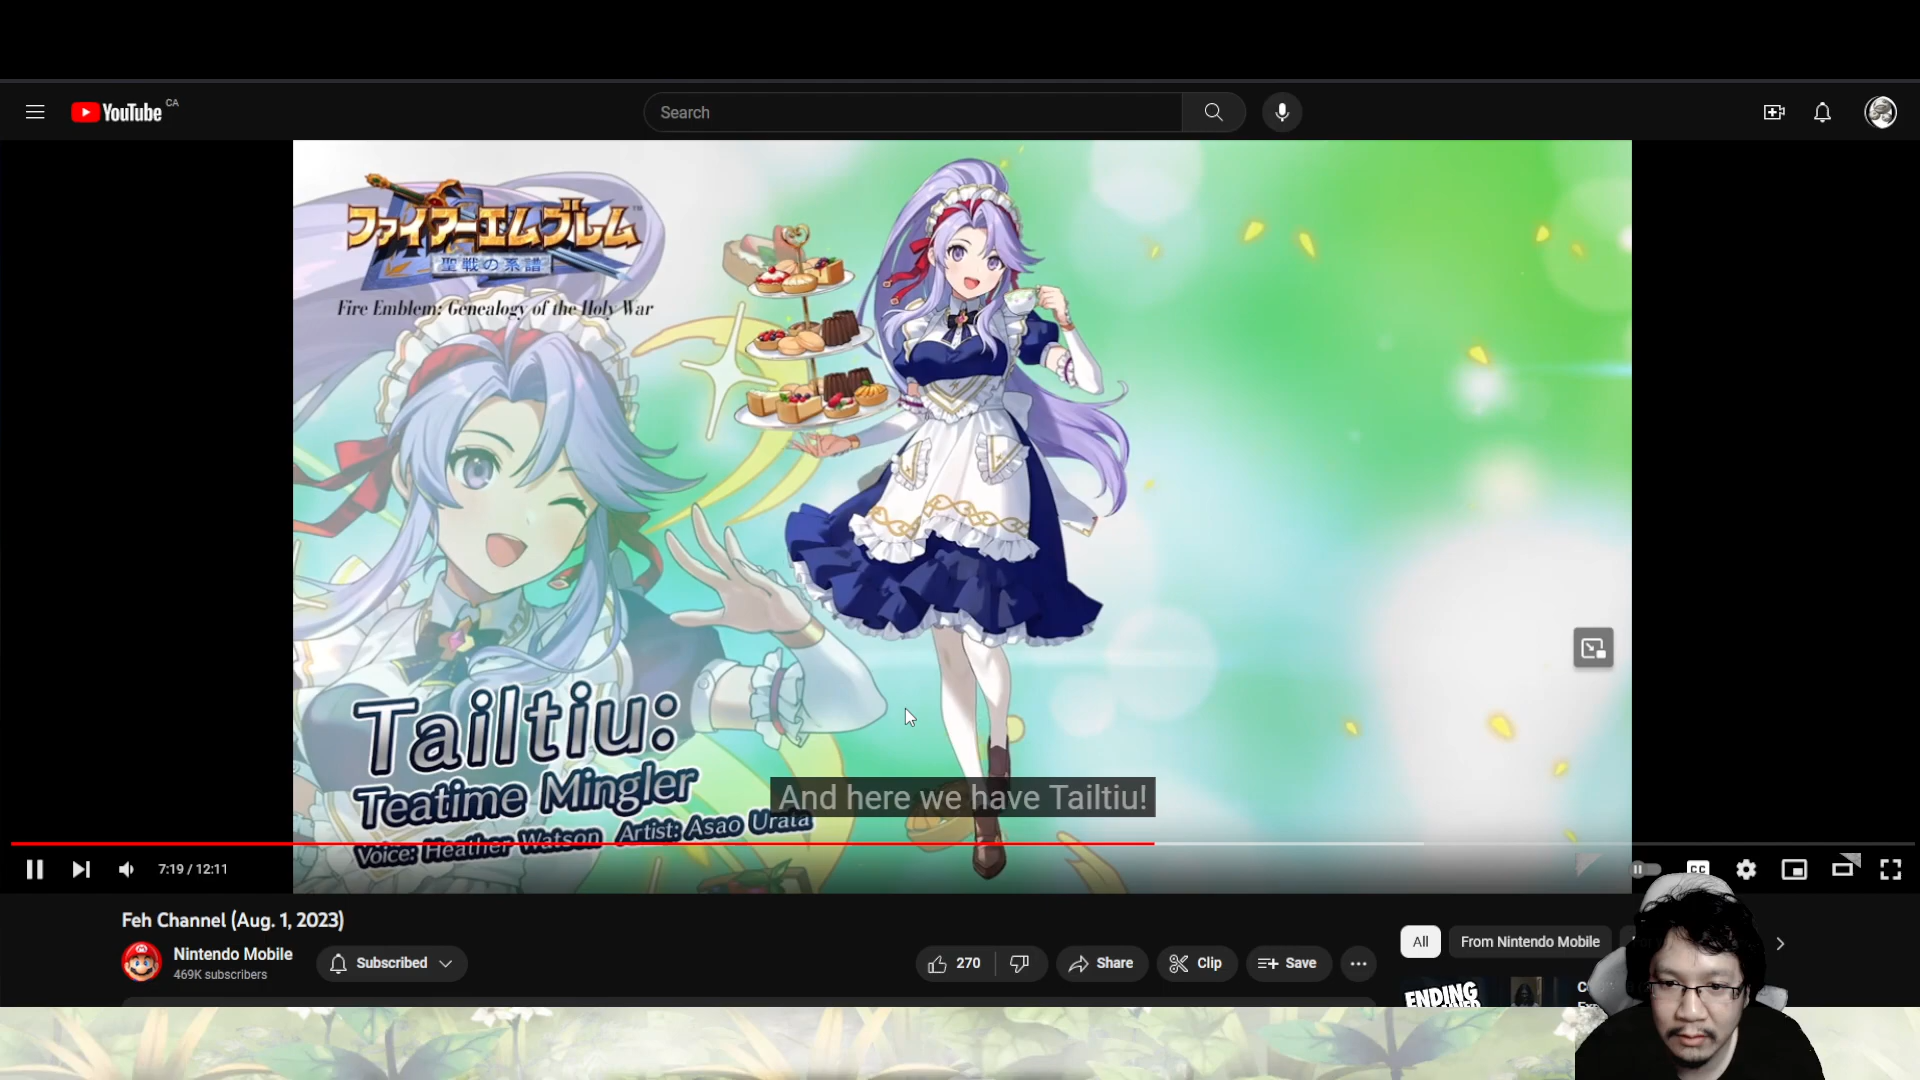 YouTube CA
Search
ファイアーエムブレム™
聖戦の系譜
Fire Emblem: Genealogy of the Holy War
Tailtiu:
Teatime Mingler
Voice: Heather Watson Artist: Asao Urata
And here we have Tailtiu!
7:19 / 12:11
CC
Feh Channel (Aug. 1, 2023)
Nintendo Mobile
469K subscribers
Subscribed
270
Share
Clip
Save
All
From Nintendo Mobile
ENDING